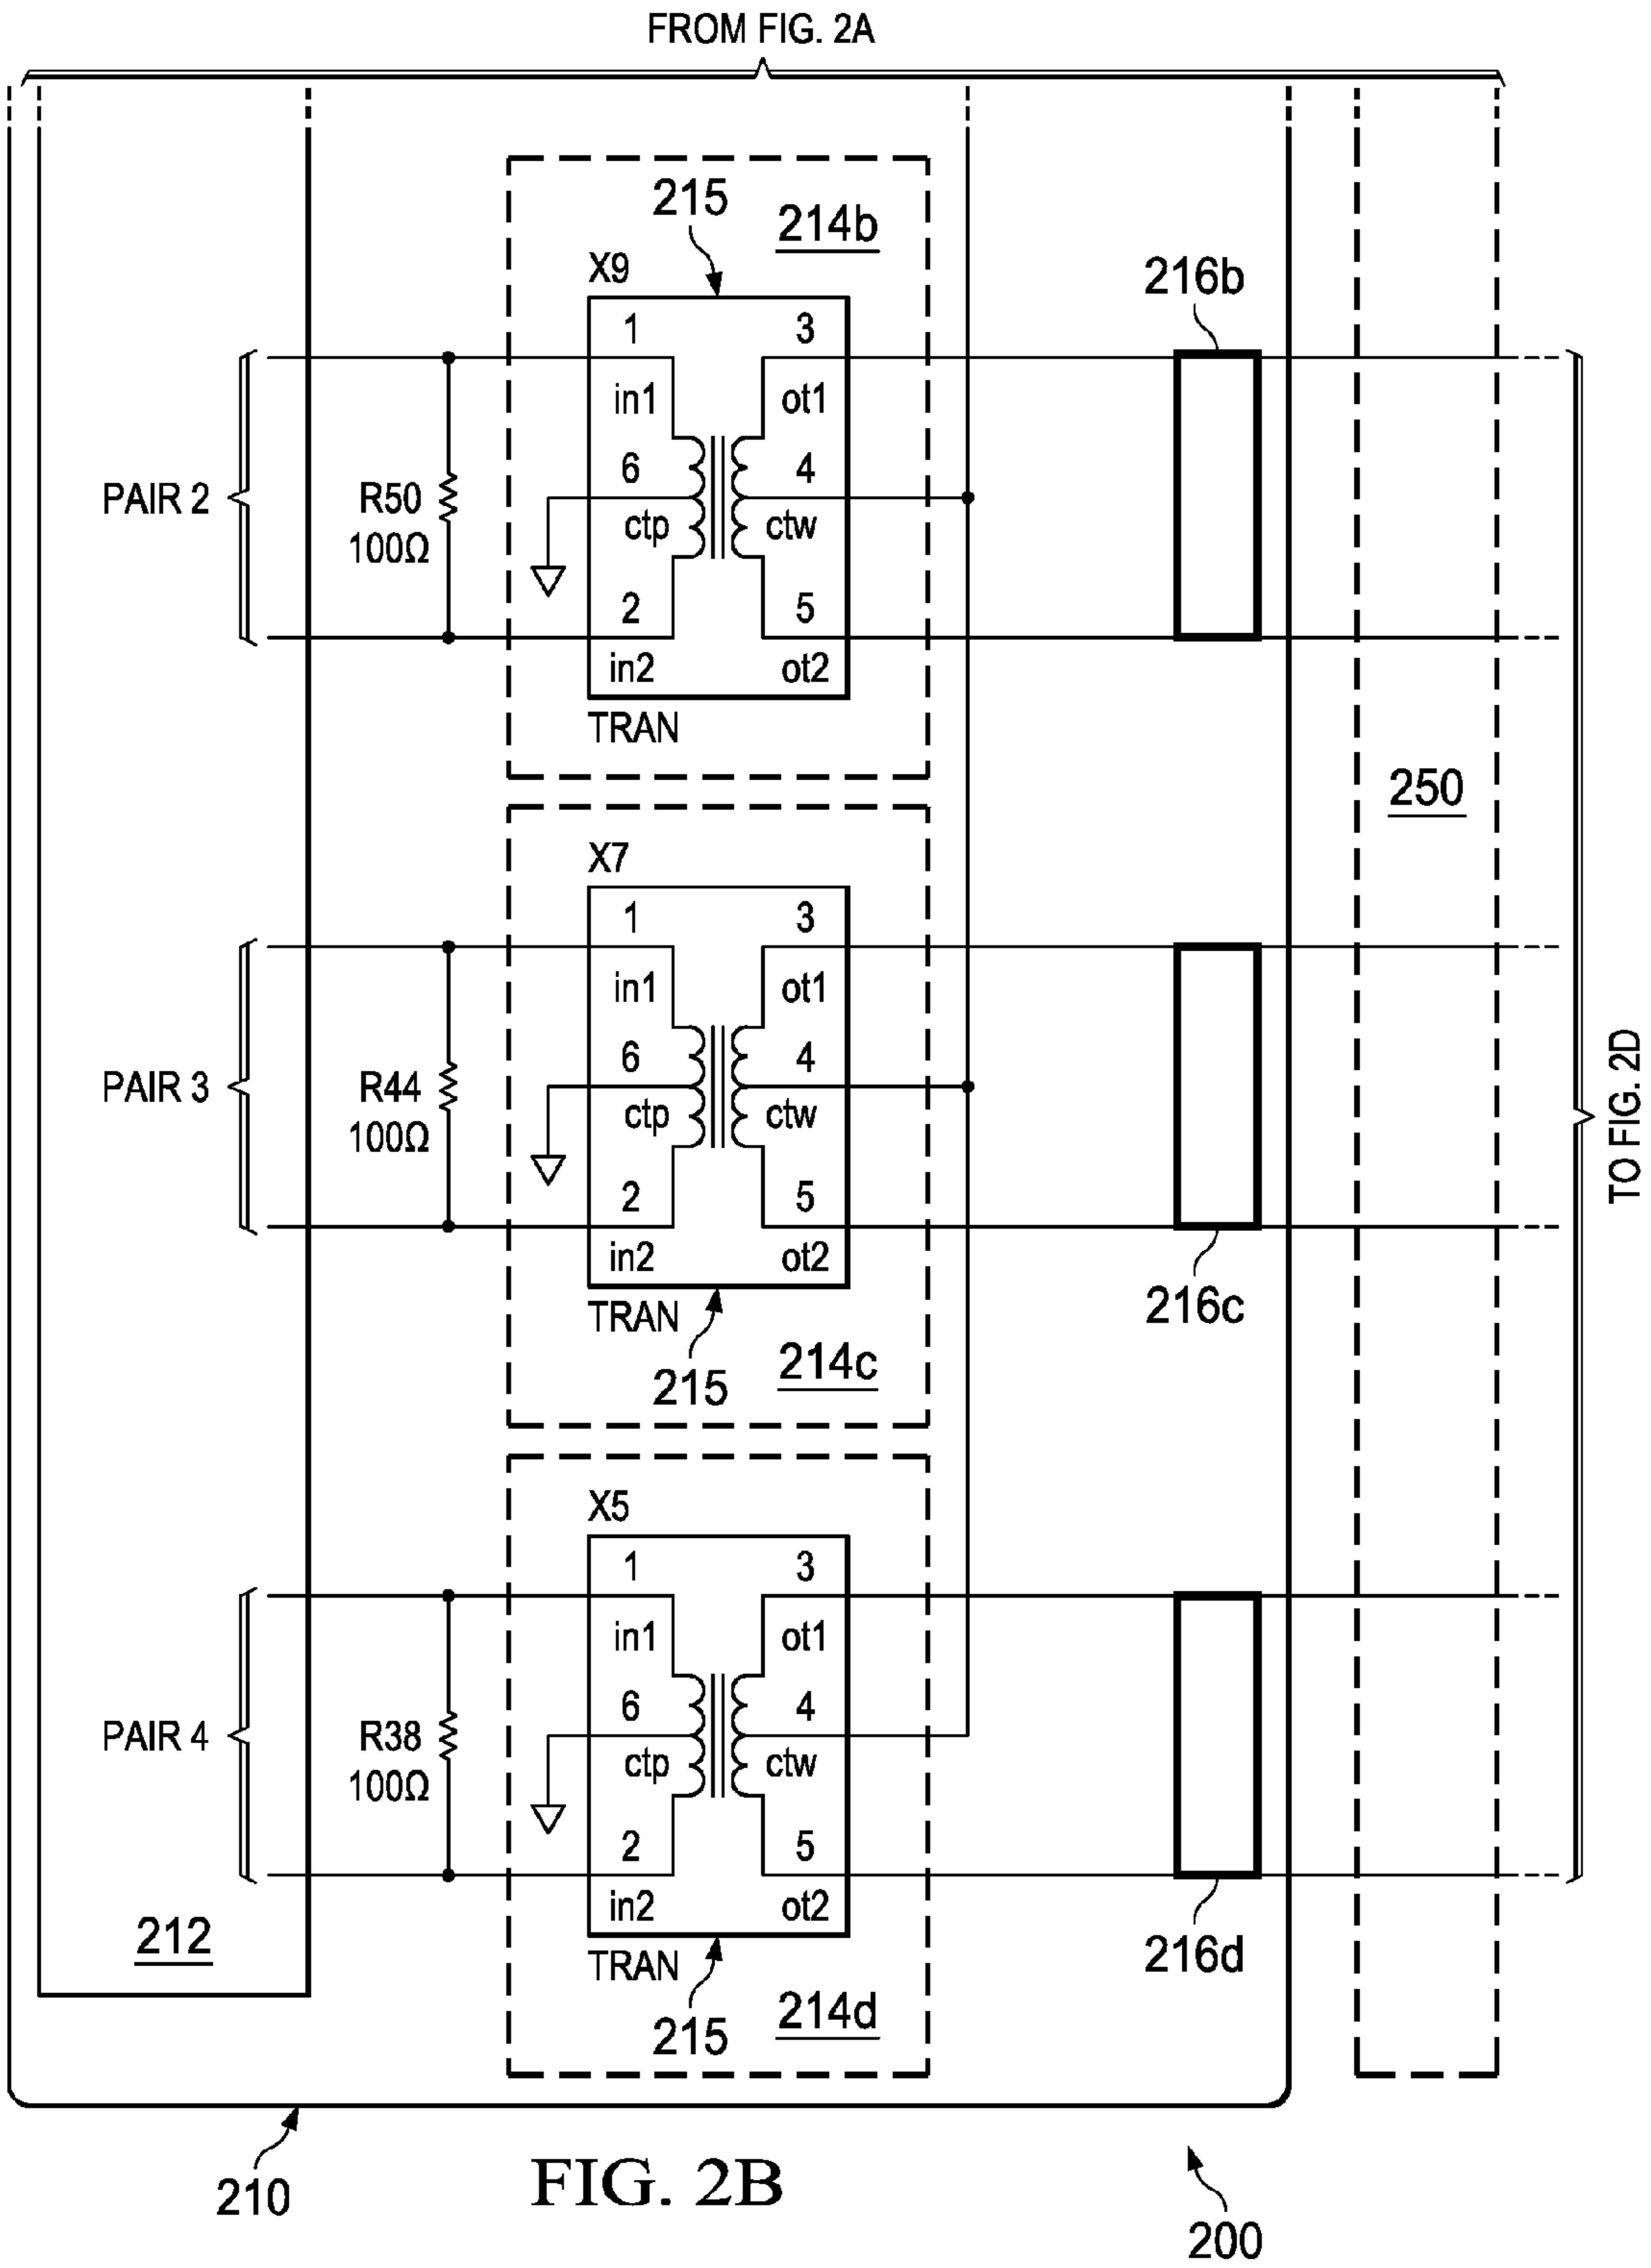 FROM FIG. 2A
215
214b
X9
216b
1
3
in1
ot1
6
4
PAIR 2
R50
100Ω
ctp
ctw
2
5
in2
ot2
TRAN
250
X7
1
3
in1
ot1
6
4
PAIR 3
R44
100Ω
ctp
ctw
TO FIG. 2D
2
5
in2
ot2
216c
TRAN
214c
215
X5
1
3
in1
ot1
6
4
PAIR 4
R38
100Ω
ctp
ctw
2
5
in2
ot2
212
216d
TRAN
214d
215
210
FIG. 2B
200